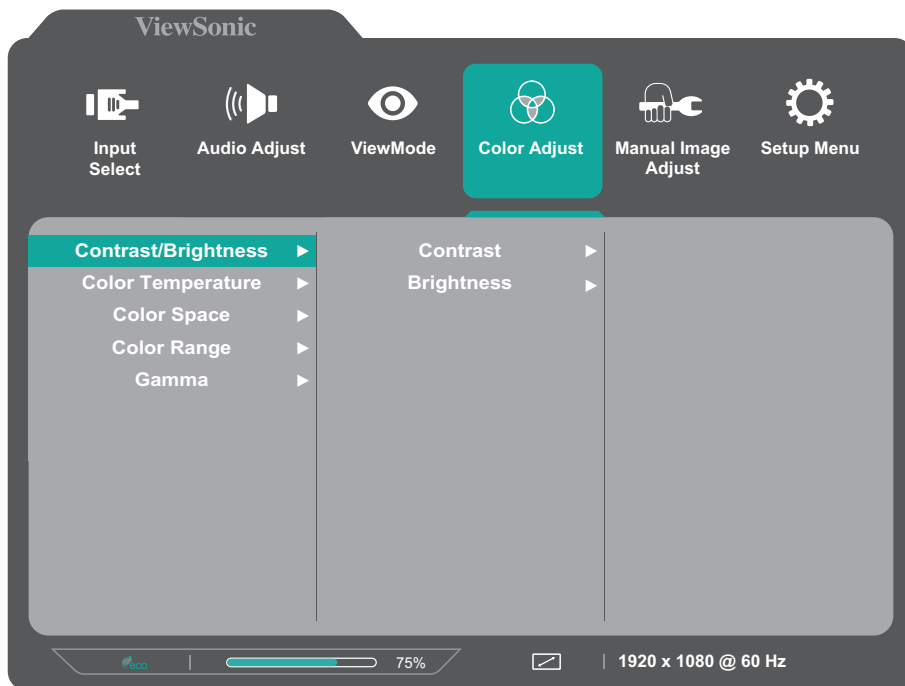 ViewSonic
Input
Select
Audio Adjust
ViewMode
Color Adjust
Manual Image
Adjust
Setup Menu
Contrast/Brightness
Color Temperature
Color Space
Color Range
Gamma
Contrast
Brightness
eco
75%
1920 x 1080 @ 60 Hz